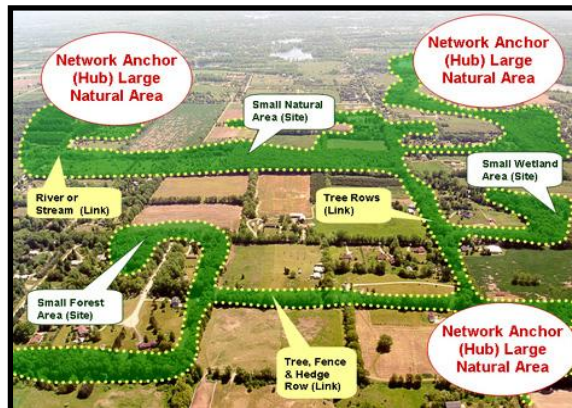 Network Anchor
(Hub) Large
Natural Area
Network Anchor
(Hub) Large
Natural Area
Small Natural
Area (Site)
Small Wetland
Area (Site)
River or
Stream (Link)
Tree Rows
(Link)
Small Forest
Area (Site)
Tree, Fence
& Hedge
Row (Link)
Network Anchor
(Hub) Large
Natural Area